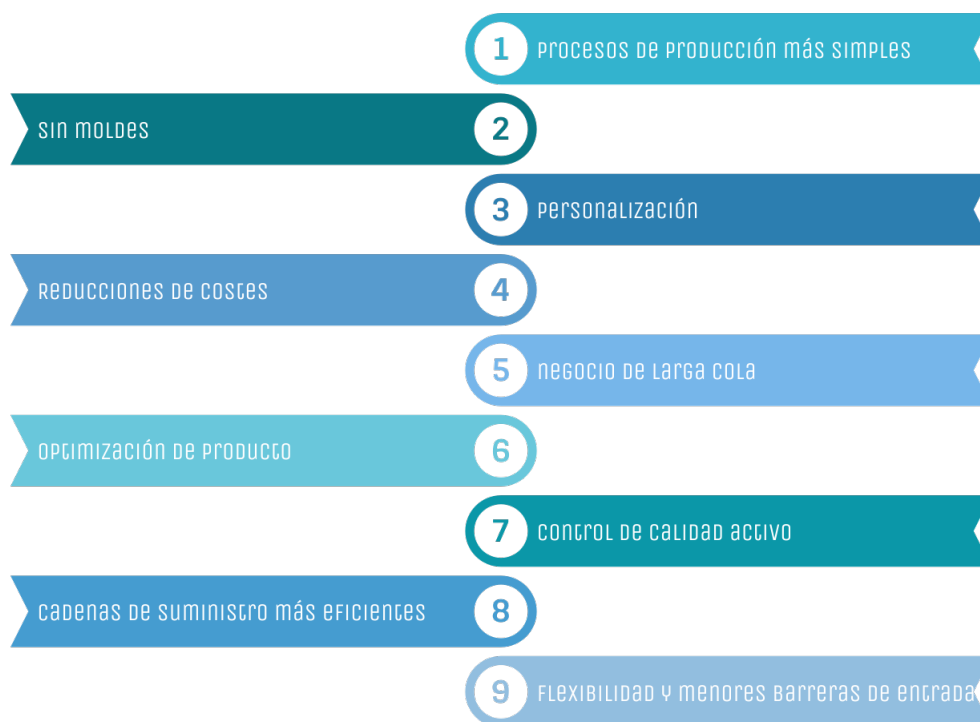 1 Procesos de producción más simples
sin moldes 2
3 personalización
Reducciones de costes 4
5 negocio de larga cola
optimización de producto 6
7 control de calidad activo
cadenas de suministro más eficientes 8
9 Flexibilidad y menores barreras de entrada